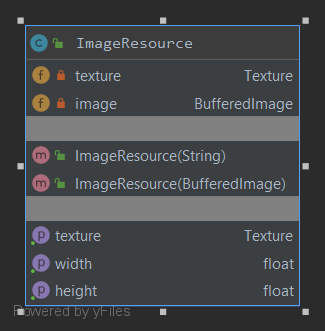 ImageResource
texture Texture
image BufferedImage
ImageResource(String)
ImageResource(BufferedImage)
texture Texture
width float
height float
Powered by yFiles